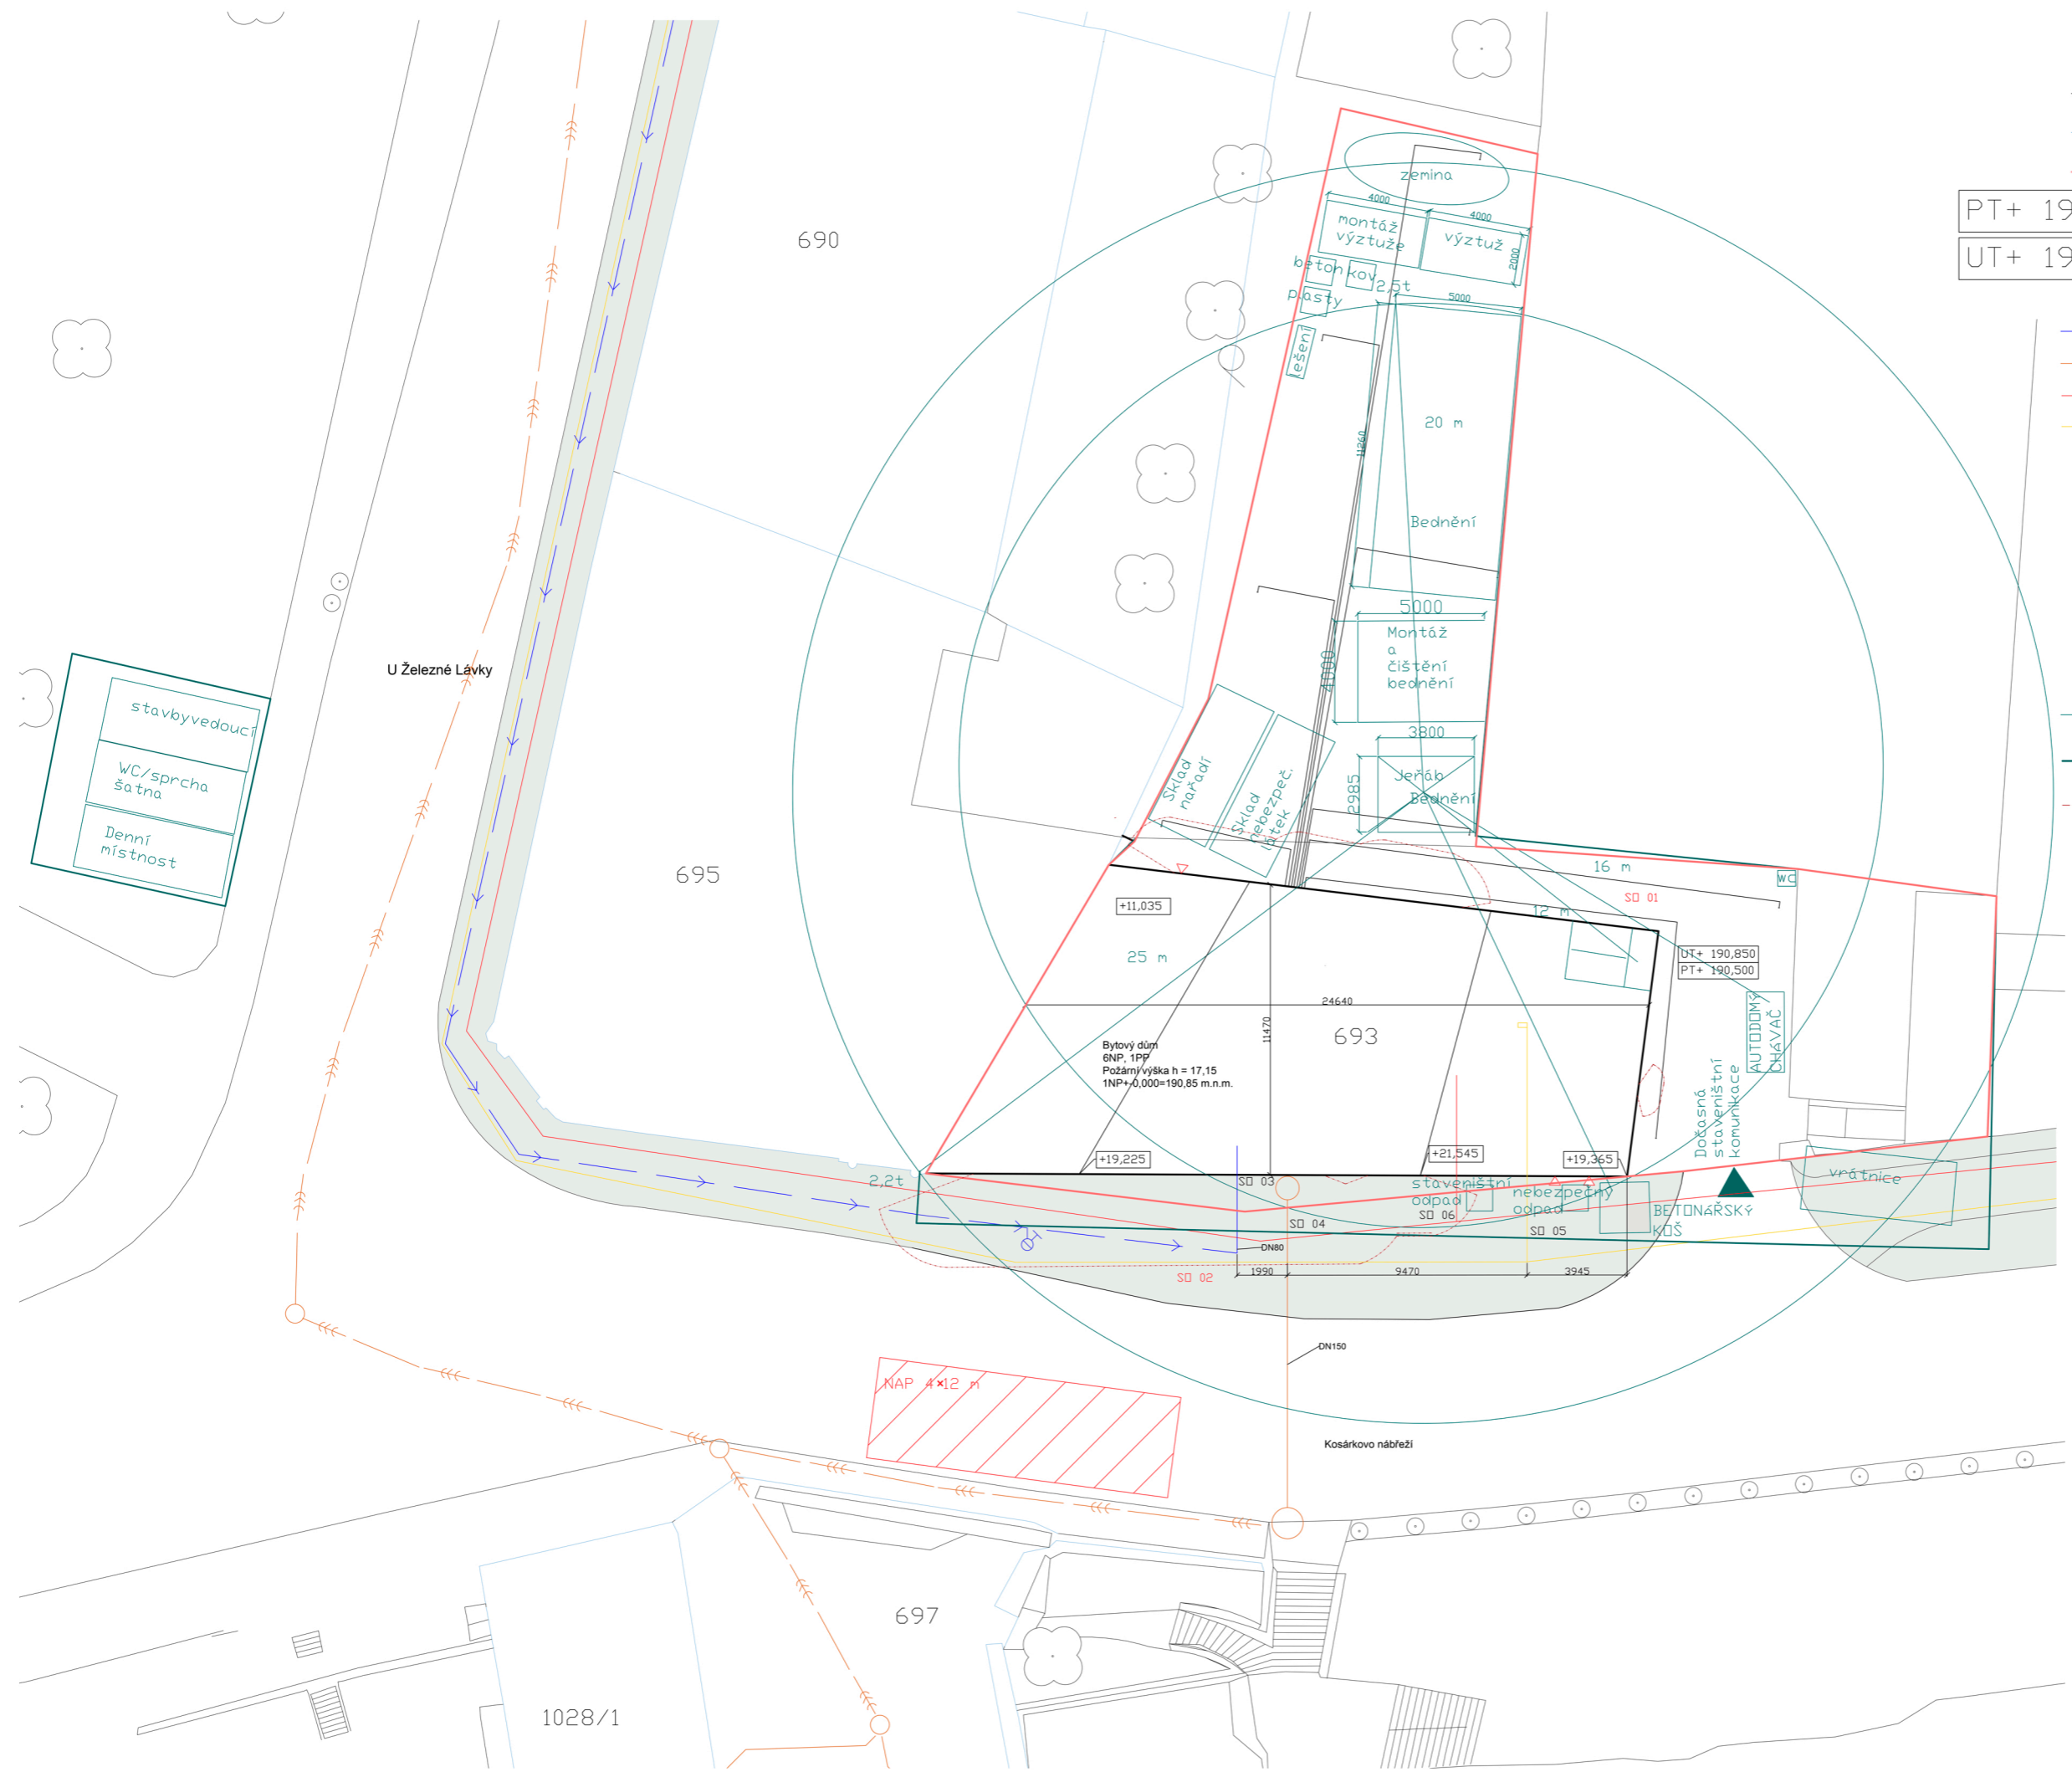 zemina
4000
4000
PT+ 19
UT+ 19
montáž
výztuže
výztuž
2000
690
beton
kov
plasty
2,5t
5000
lešení
20 m
11260
Bednění
5000
Montáž
a
čištění
bednění
4000
U Železné Lávky
stavbyvedoucí
WC/sprcha
šatna
Denní
místnost
3800
Jeřáb
Bednění
2985
Sklad
nářadí
Sklad
nebezpeč.
látek
695
16 m
WC
SO 01
12 m
+11,035
25 m
UT+ 190,850
PT+ 190,500
24640
693
11470
Bytový dům
6NP, 1PP
Požární výška h = 17,15
1NP+-0,000=190,85 m.n.m.
AUTODOMÝ
CHÁVAČ
Dočasná
staveništní
komunikace
+19,225
+21,545
+19,365
2,2t
SO 03
staveništní
odpad
nebezpečný
odpad
vrátnice
SO 04
SO 06
SO 05
BETONÁŘSKÝ
KOŠ
DN80
SO 02
1990
9470
3945
DN150
NAP 4×12 m
Kosárkovo nábřeží
697
1028/1